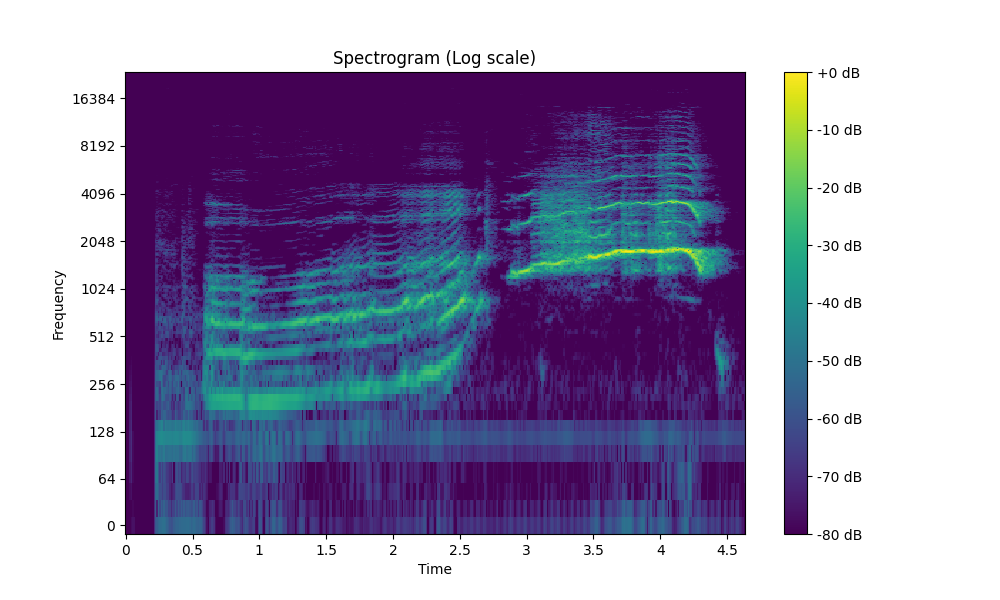 Spectrogram (Log scale)
Frequency
16384
8192
4096
2048
1024
512
256
128
64
0
0 0.5 1 1.5 2 2.5 3 3.5 4 4.5
Time
+0 dB
-10 dB
-20 dB
-30 dB
-40 dB
-50 dB
-60 dB
-70 dB
-80 dB